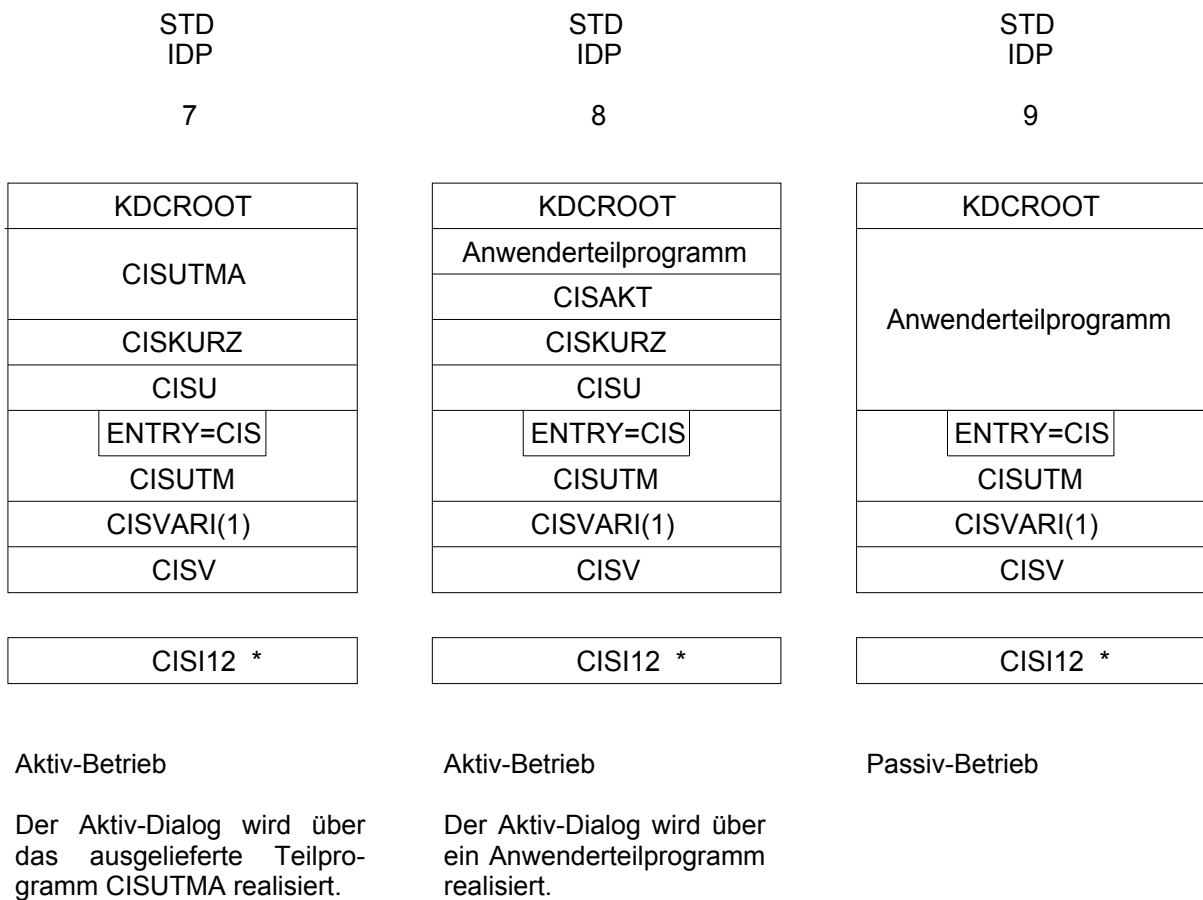 STD
IDP
7
KDCROOT
CISUTMA
CISKURZ
CISU
ENTRY=CIS
CISUTM
CISVARI(1)
CISV
CISI12 *
Aktiv-Betrieb
Der Aktiv-Dialog wird über
das ausgelieferte Teilpro-
gramm CISUTMA realisiert.
STD
IDP
8
KDCROOT
Anwenderteilprogramm
CISAKT
CISKURZ
CISU
ENTRY=CIS
CISUTM
CISVARI(1)
CISV
CISI12 *
Aktiv-Betrieb
Der Aktiv-Dialog wird über
ein Anwenderteilprogramm
realisiert.
STD
IDP
9
KDCROOT
Anwenderteilprogramm
ENTRY=CIS
CISUTM
CISVARI(1)
CISV
CISI12 *
Passiv-Betrieb